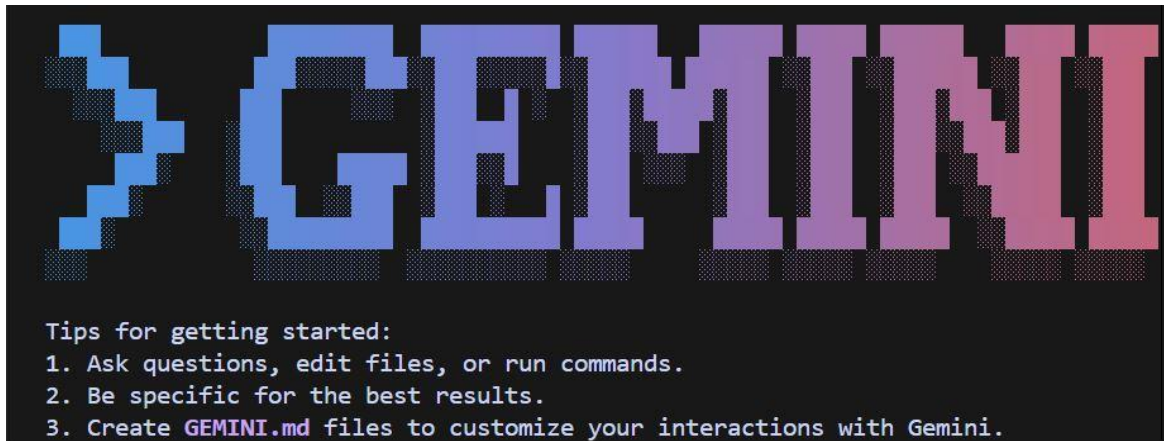 > GEMINI
Tips for getting started:
1. Ask questions, edit files, or run commands.
2. Be specific for the best results.
3. Create GEMINI.md files to customize your interactions with Gemini.